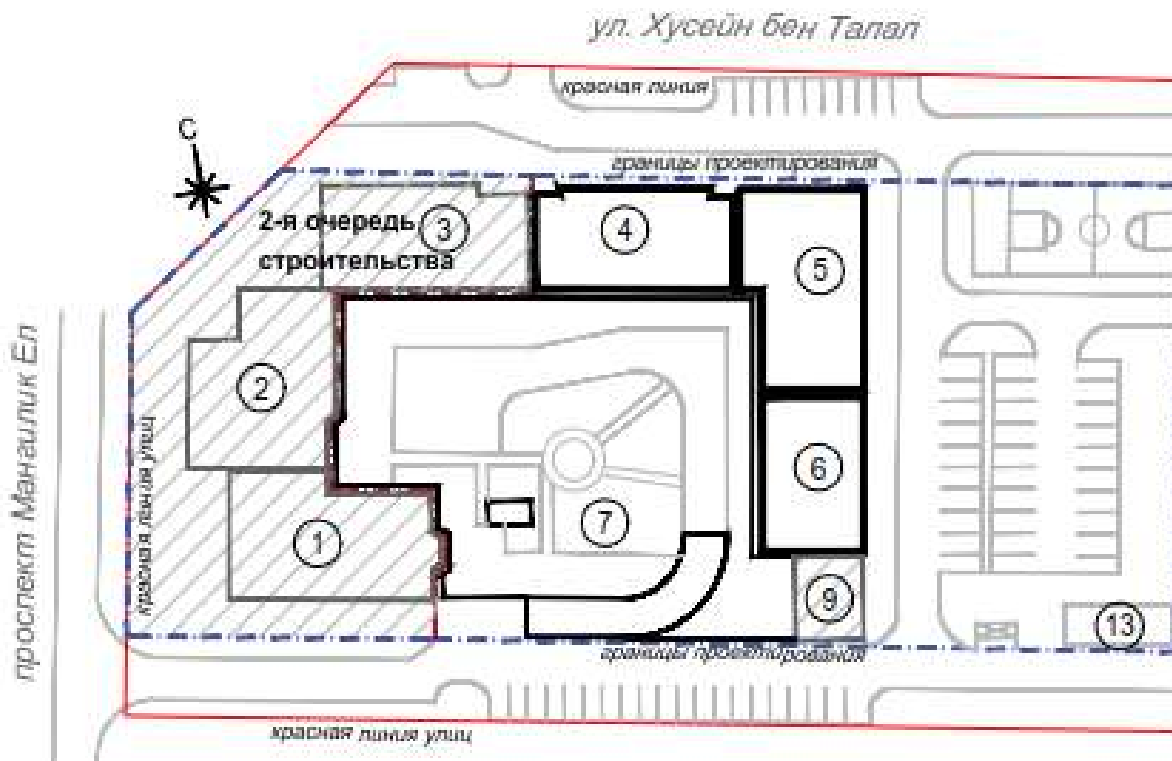 ул. Хусейн бен Талал
красная линия
С
границы проектирования
2-я очередь
строительства
3
4
5
2
6
проспект Мангилик Ел
красная линия улиц
1
7
9
13
границы проектирования
красная линия улиц